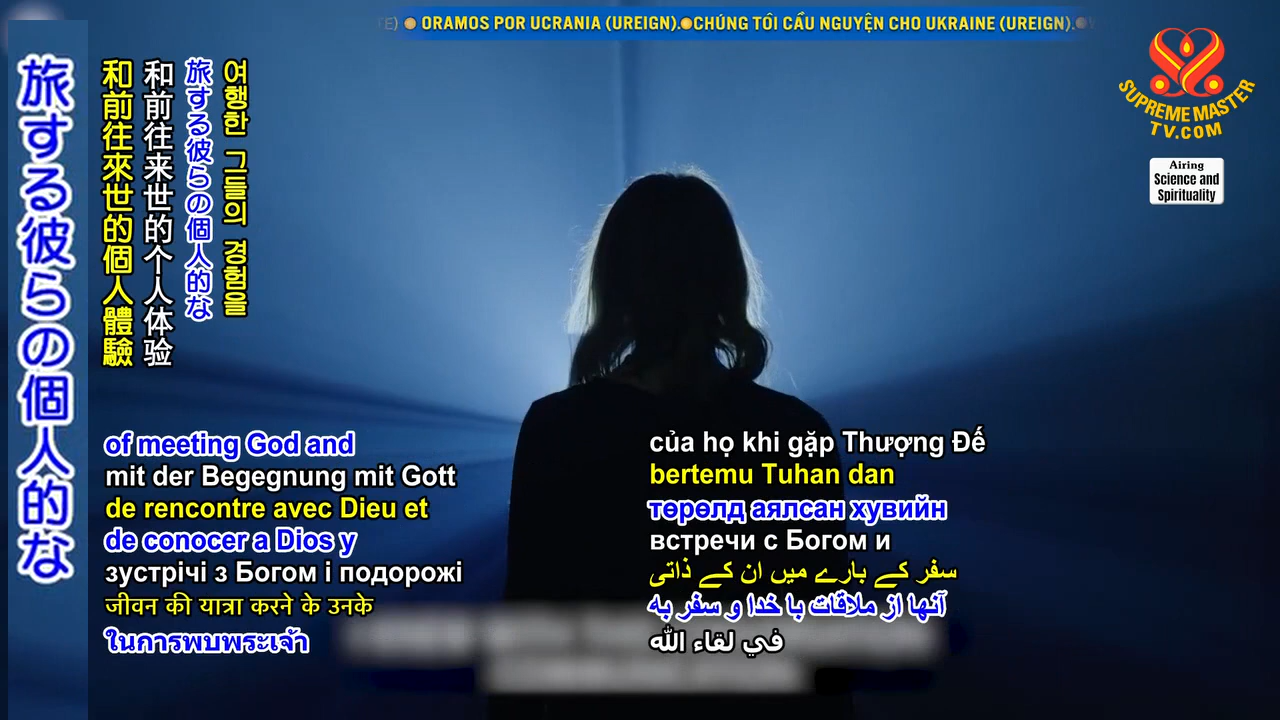 ORAMOS POR UCRANIA (UREIGN).
CHÚNG TÔI CẦU NGUYỆN CHO UKRAINE (UREIGN).
SUPREME MASTER
TV.COM
Airing
Science and
Spirituality
旅する彼らの個人的な
和前往來世的個人體驗
和前往来世的个人体验
旅する彼らの個人的な
여행한 그들의 경험을
of meeting God and
mit der Begegnung mit Gott
de rencontre avec Dieu et
de conocer a Dios y
зустрічі з Богом і подорожі
जीवन की यात्रा करने के उनके
ในการพบพระเจ้า
của họ khi gặp Thượng Đế
bertemu Tuhan dan
төрөлд аялсан хувийн
встречи с Богом и
سفر کے بارے میں ان کے ذاتی
آنها از ملاقات با خدا و سفر به
في لقاء الله